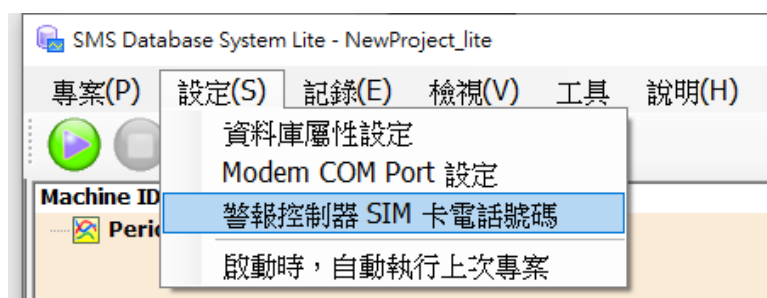 SMS Database System Lite - NewProject_lite
專案(P) 設定(S) 記錄(E) 檢視(V) 工具 說明(H)
資料庫屬性設定
Modem COM Port 設定
Machine ID
警報控制器 SIM 卡電話號碼
啟動時，自動執行上次專案